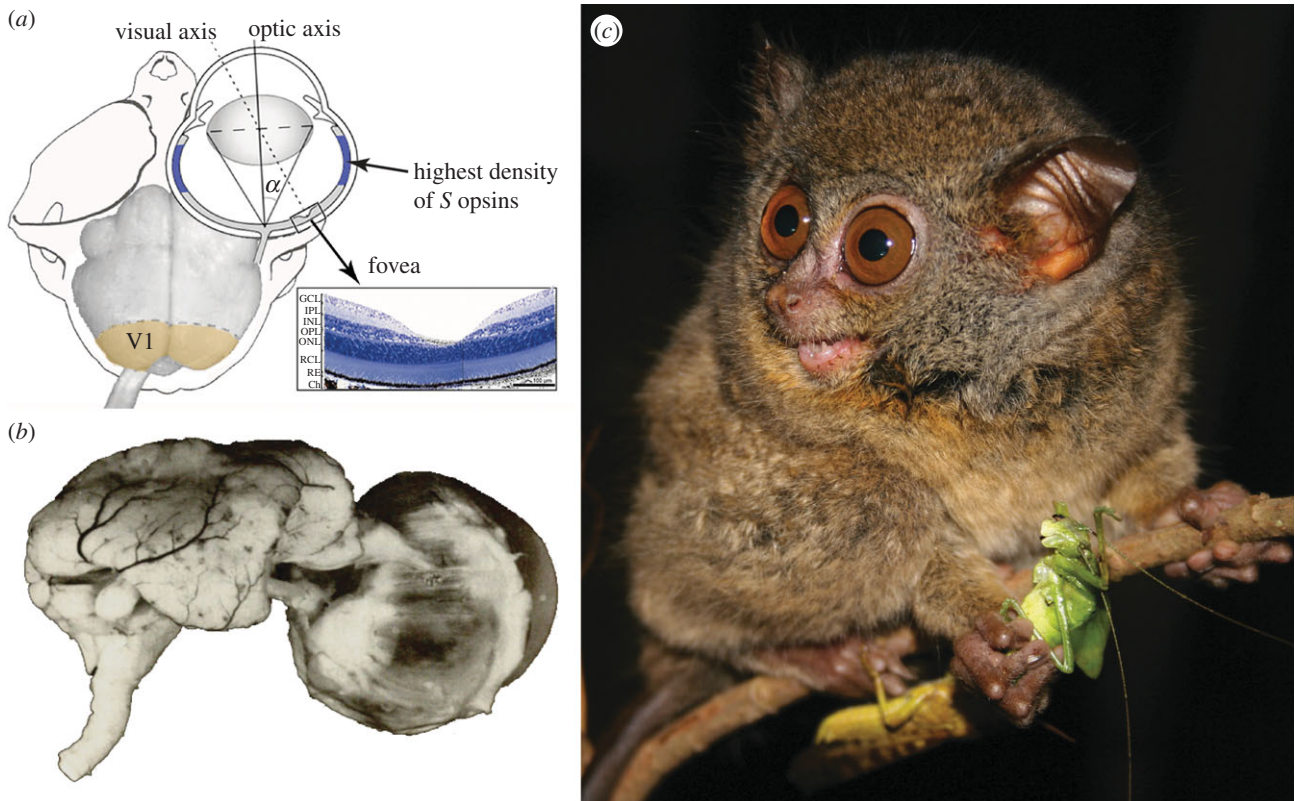 (a)
visual axis
optic axis
α
highest density
of S opsins
fovea
V1
GCL
IPL
INL
OPL
ONL
RCL
RE
Ch
100 µm
(b)
(c)